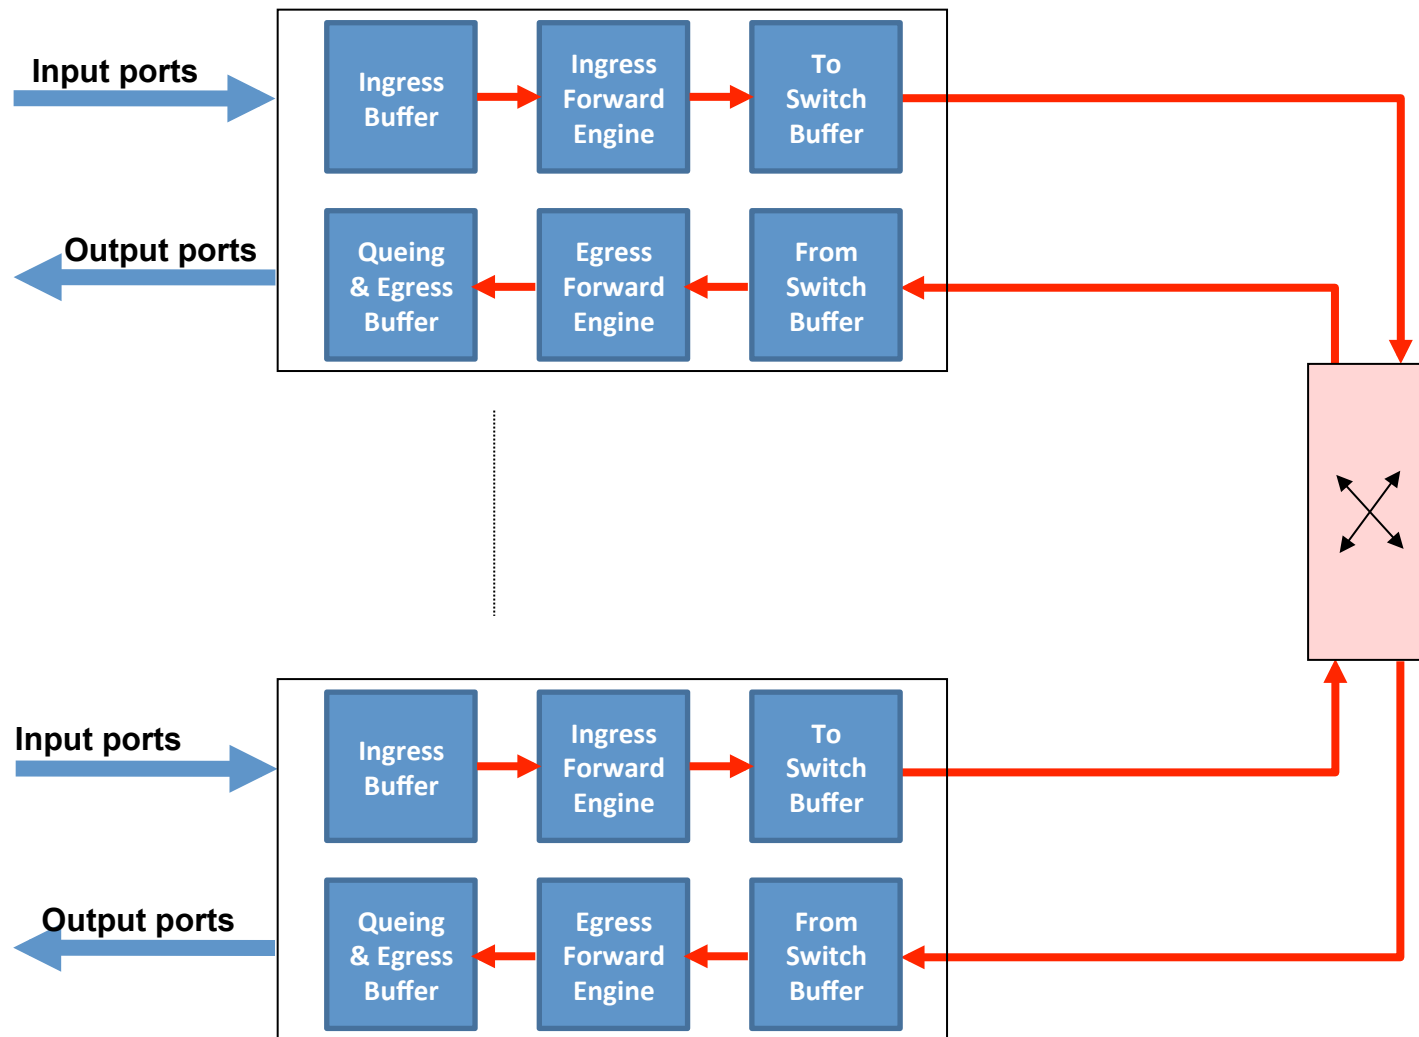 Input ports
Ingress
Buffer
Ingress
Forward
Engine
To
Switch
Buffer
Output ports
Queing
& Egress
Buffer
Egress
Forward
Engine
From
Switch
Buffer
Input ports
Ingress
Buffer
Ingress
Forward
Engine
To
Switch
Buffer
Output ports
Queing
& Egress
Buffer
Egress
Forward
Engine
From
Switch
Buffer